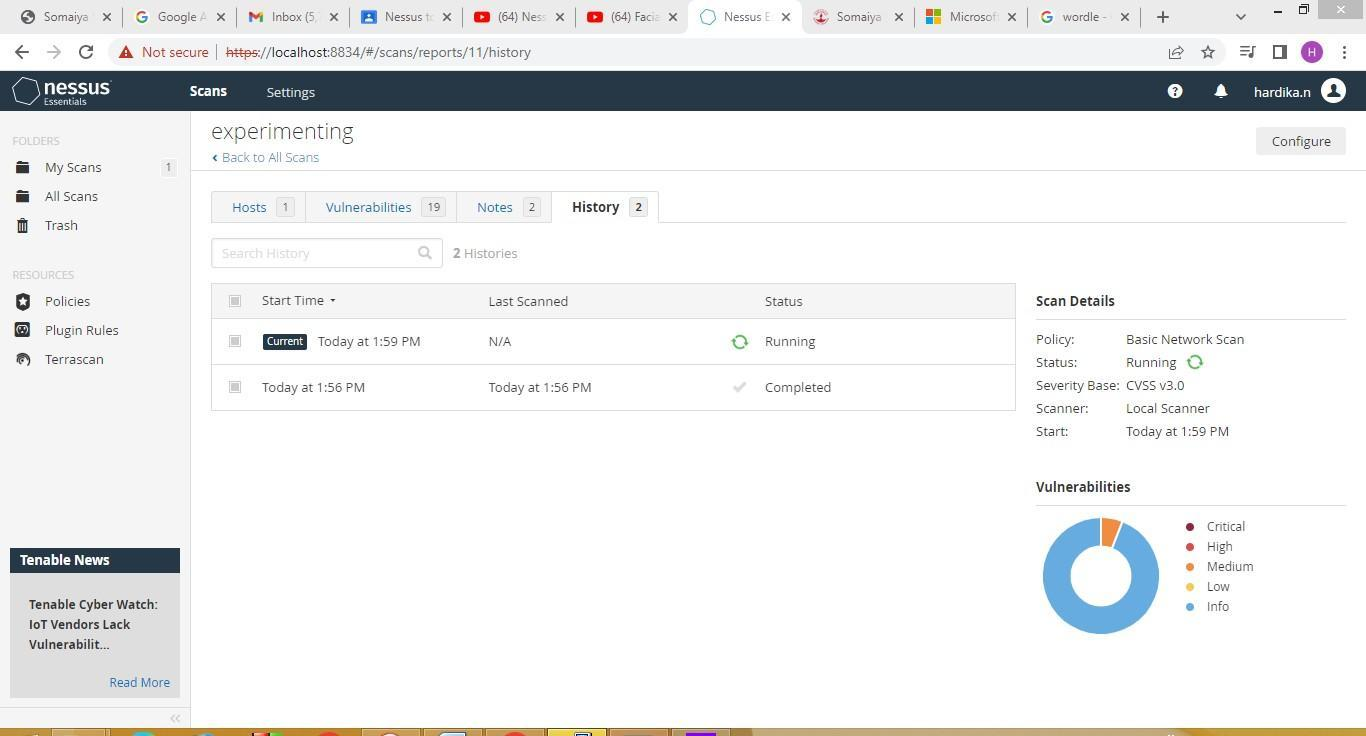 Somaiya
Google A
Inbox (5,
Nessus to
(64) Ness
(64) Facia
Nessus E
Somaiya
Microsof
wordle -
Not secure
https://localhost:8834/#/scans/reports/11/history
H
nessus
Essentials
Scans
Settings
?
hardika.n
FOLDERS
My Scans 1
All Scans
Trash
RESOURCES
Policies
Plugin Rules
Terrascan
Tenable News
Tenable Cyber Watch:
IoT Vendors Lack
Vulnerabilit...
Read More
experimenting
Back to All Scans
Configure
Hosts 1
Vulnerabilities 19
Notes 2
History 2
Search History
2 Histories
Start Time Last Scanned Status
Current Today at 1:59 PM N/A Running
Today at 1:56 PM Today at 1:56 PM Completed
Scan Details
Policy: Basic Network Scan
Status: Running
Severity Base: CVSS v3.0
Scanner: Local Scanner
Start: Today at 1:59 PM
Vulnerabilities
Critical
High
Medium
Low
Info